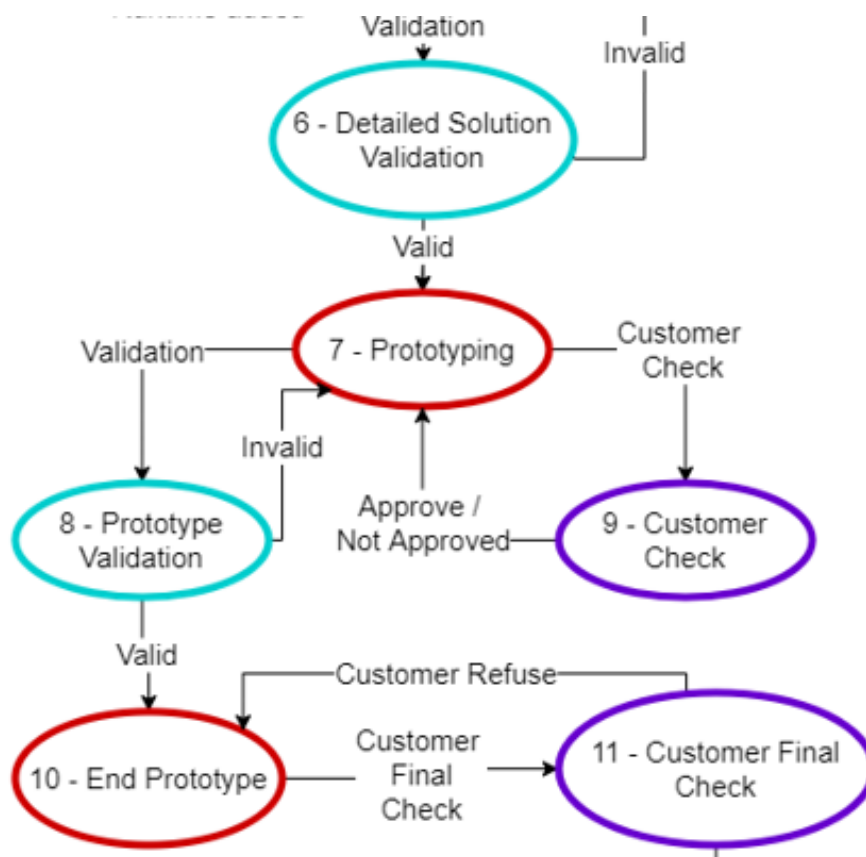 Validation
Invalid
6 - Detailed Solution
Validation
Valid
7 - Prototyping
Validation
Customer
Check
Invalid
Approve /
Not Approved
8 - Prototype
Validation
9 - Customer
Check
Valid
Customer Refuse
10 - End Prototype
Customer
Final
Check
11 - Customer Final
Check